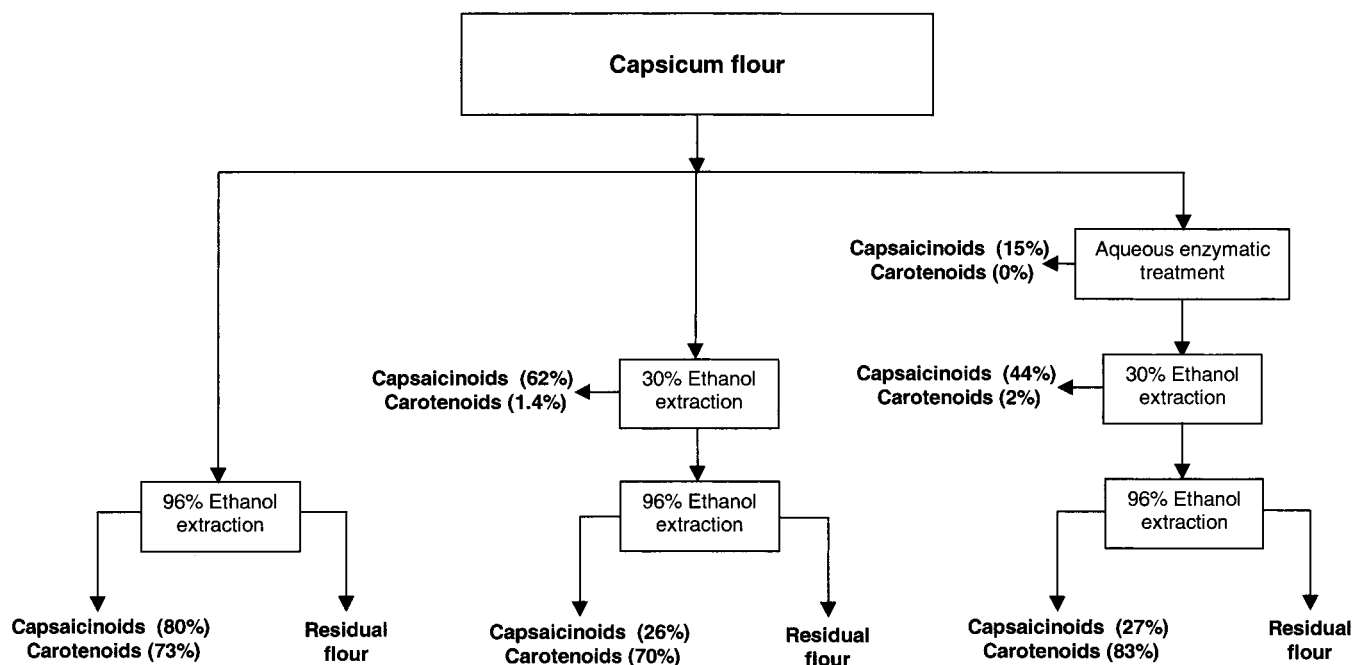 Capsicum flour
Capsaicinoids (15%)
Carotenoids (0%)
Aqueous enzymatic
treatment
Capsaicinoids (62%)
Carotenoids (1.4%)
30% Ethanol
extraction
Capsaicinoids (44%)
Carotenoids (2%)
30% Ethanol
extraction
96% Ethanol
extraction
96% Ethanol
extraction
96% Ethanol
extraction
Capsaicinoids (80%)
Carotenoids (73%)
Residual
flour
Capsaicinoids (26%)
Carotenoids (70%)
Residual
flour
Capsaicinoids (27%)
Carotenoids (83%)
Residual
flour